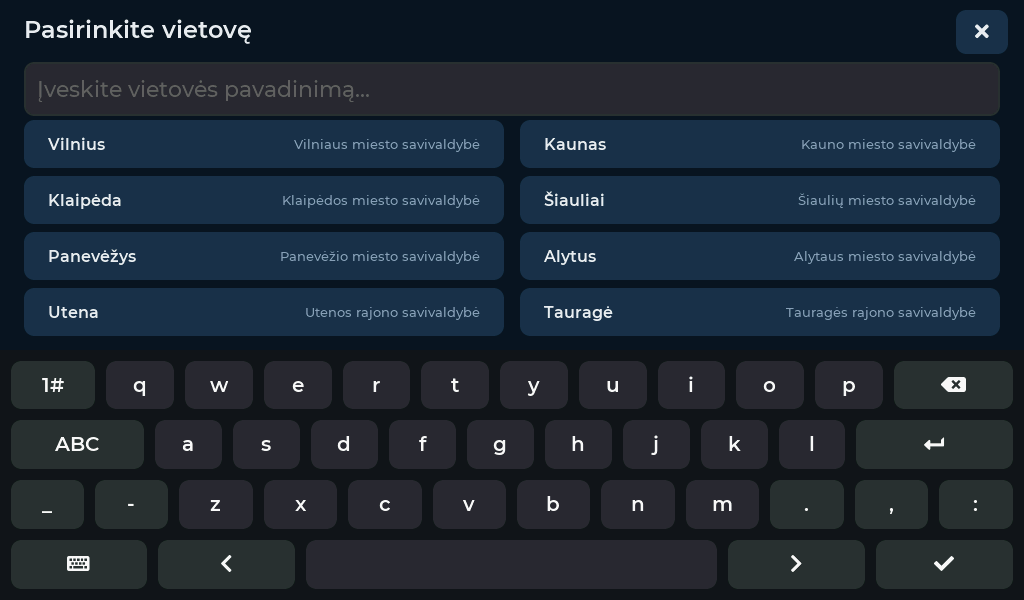 Pasirinkite vietovę
Įveskite vietovės pavadinimą...
Vilnius Vilniaus miesto savivaldybė
Kaunas Kauno miesto savivaldybė
Klaipėda Klaipėdos miesto savivaldybė
Šiauliai Šiaulių miesto savivaldybė
Panevėžys Panevėžio miesto savivaldybė
Alytus Alytaus miesto savivaldybė
Utena Utenos rajono savivaldybė
Tauragė Tauragės rajono savivaldybė
1# q w e r t y u i o p
ABC a s d f g h j k l
_ - z x c v b n m . , :